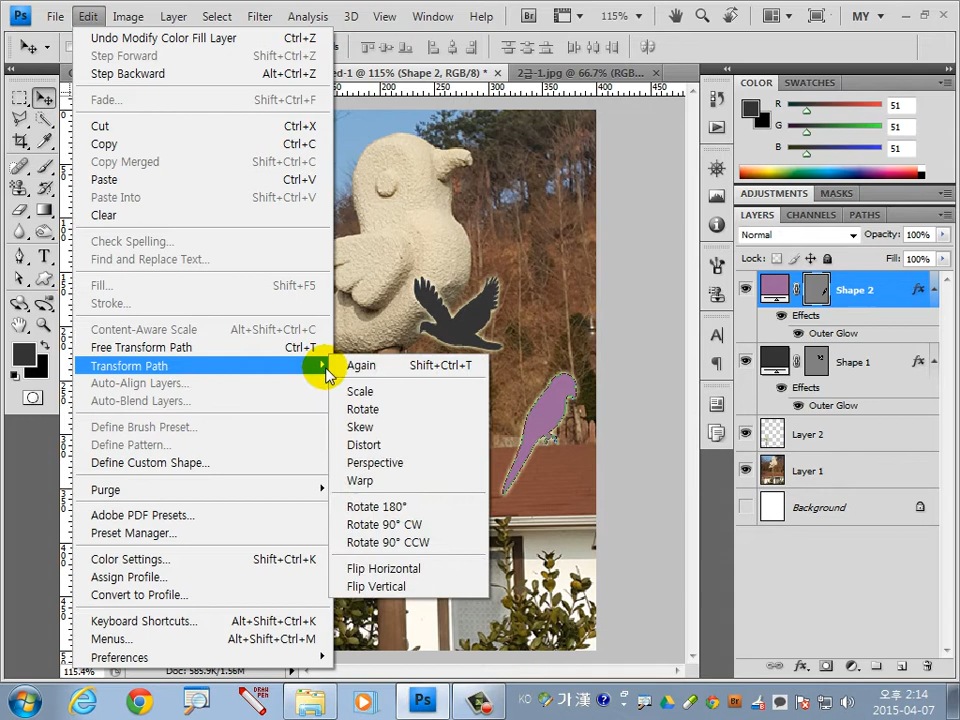 Ps File Edit Image Layer Select Filter Analysis 3D View Window Help Br 115% MY
Undo Modify Color Fill Layer Ctrl+Z
Step Forward Shift+Ctrl+Z
Step Backward Alt+Ctrl+Z
Fade... Shift+Ctrl+F
Cut Ctrl+X
Copy Ctrl+C
Copy Merged Shift+Ctrl+C
Paste Ctrl+V
Paste Into Shift+Ctrl+V
Clear
Check Spelling...
Find and Replace Text...
Fill... Shift+F5
Stroke...
Content-Aware Scale Alt+Shift+Ctrl+C
Free Transform Path Ctrl+T
Transform Path
Auto-Align Layers...
Auto-Blend Layers...
Define Brush Preset...
Define Pattern...
Define Custom Shape...
Purge
Adobe PDF Presets...
Preset Manager...
Color Settings... Shift+Ctrl+K
Assign Profile...
Convert to Profile...
Keyboard Shortcuts... Alt+Shift+Ctrl+K
Menus... Alt+Shift+Ctrl+M
Preferences
Again Shift+Ctrl+T
Scale
Rotate
Skew
Distort
Perspective
Warp
Rotate 180°
Rotate 90° CW
Rotate 90° CCW
Flip Horizontal
Flip Vertical
ed-1 @ 115% (Shape 2, RGB/8) * 2급-1.jpg @ 66.7% (RGB...
350 400 450
COLOR SWATCHES
R 51
G 51
B 51
ADJUSTMENTS MASKS
LAYERS CHANNELS PATHS
Normal Opacity: 100%
Lock: Fill: 100%
Shape 2 fx
Effects
Outer Glow
Shape 1 fx
Effects
Outer Glow
Layer 2
Layer 1
Background
115.4% Doc: 585.9K/1.56M
Ps KO 가 漢 오후 2:14
2015-04-07